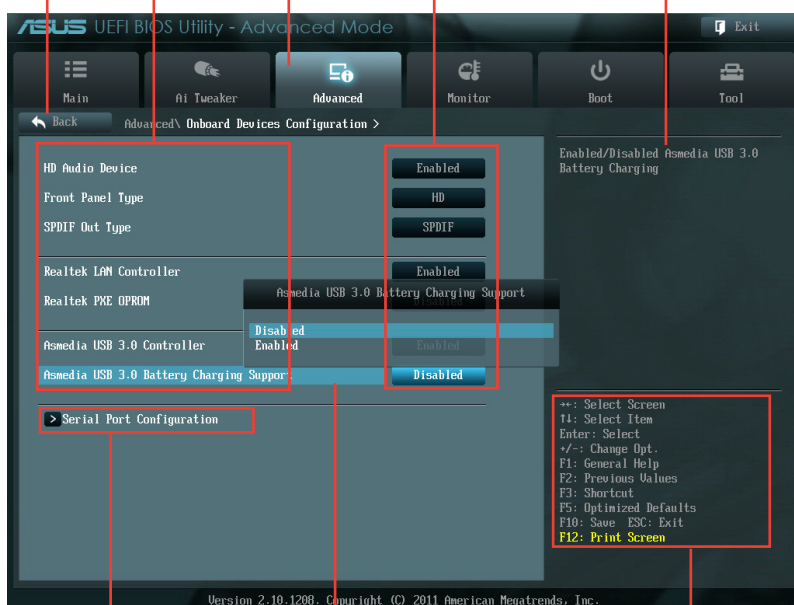 ASUS UEFI BIOS Utility - Advanced Mode
Exit
Main
Ai Tweaker
Advanced
Monitor
Boot
Tool
Back
Advanced\ Onboard Devices Configuration >
HD Audio Device Enabled
Front Panel Type HD
SPDIF Out Type SPDIF
Realtek LAN Controller Enabled
Realtek PXE OPROM Disabled
Asmedia USB 3.0 Battery Charging Support
Disabled
Enabled
Asmedia USB 3.0 Controller Enabled
Asmedia USB 3.0 Battery Charging Support Disabled
> Serial Port Configuration
Enabled/Disabled Asmedia USB 3.0
Battery Charging
→←: Select Screen
↑↓: Select Item
Enter: Select
+/-: Change Opt.
F1: General Help
F2: Previous Values
F3: Shortcut
F5: Optimized Defaults
F10: Save ESC: Exit
F12: Print Screen
Version 2.10.1208. Copyright (C) 2011 American Megatrends, Inc.